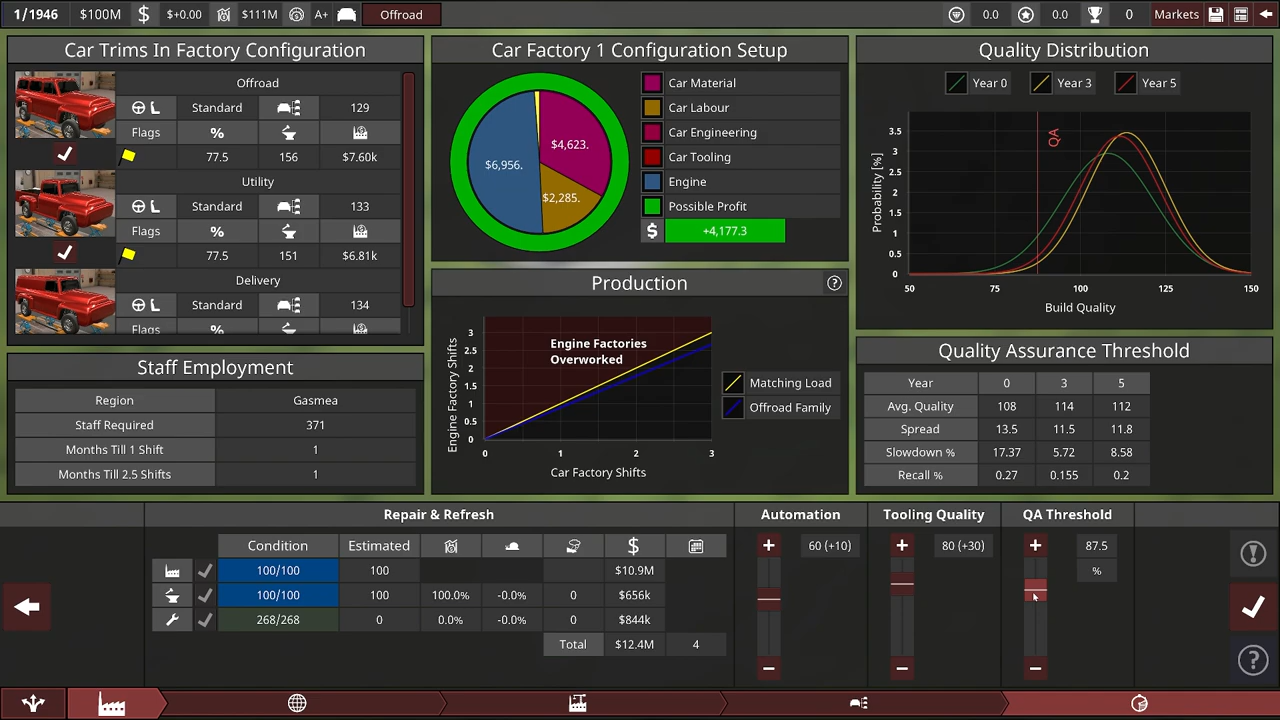 1/1946 $100M $+0.00 $111M A+ Offroad 0.0 0.0 0 Markets
Car Trims In Factory Configuration
Offroad
Standard 129
Flags %
77.5 156 $7.60k
Utility
Standard 133
Flags %
77.5 151 $6.81k
Delivery
Standard 134
Flags %
Staff Employment
Region Gasmea
Staff Required 371
Months Till 1 Shift 1
Months Till 2.5 Shifts 1
Car Factory 1 Configuration Setup
$4,623.
$6,956.
$2,285.
Car Material
Car Labour
Car Engineering
Car Tooling
Engine
Possible Profit
$ +4,177.3
Production
?
Engine Factory Shifts
3
2.5
2
1.5
1
0.5
0
Engine Factories
Overworked
0 1 2 3
Car Factory Shifts
Matching Load
Offroad Family
Quality Distribution
Year 0 Year 3 Year 5
Probability [%]
3.5
3
2.5
2
1.5
1
0.5
0
QA
50 75 100 125 150
Build Quality
Quality Assurance Threshold
Year 0 3 5
Avg. Quality 108 114 112
Spread 13.5 11.5 11.8
Slowdown % 17.37 5.72 8.58
Recall % 0.27 0.155 0.2
Repair & Refresh
Condition Estimated $
100/100 100 $10.9M
100/100 100 100.0% -0.0% 0 $656k
268/268 0 0.0% -0.0% 0 $844k
Total $12.4M 4
Automation
+ 60 (+10)
−
Tooling Quality
+ 80 (+30)
−
QA Threshold
+ 87.5
%
−
!
?